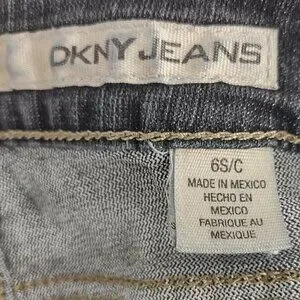 DKNY JEANS
6S/C
MADE IN MEXICO
HECHO EN
MEXICO
FABRIQUE AU
MEXIQUE